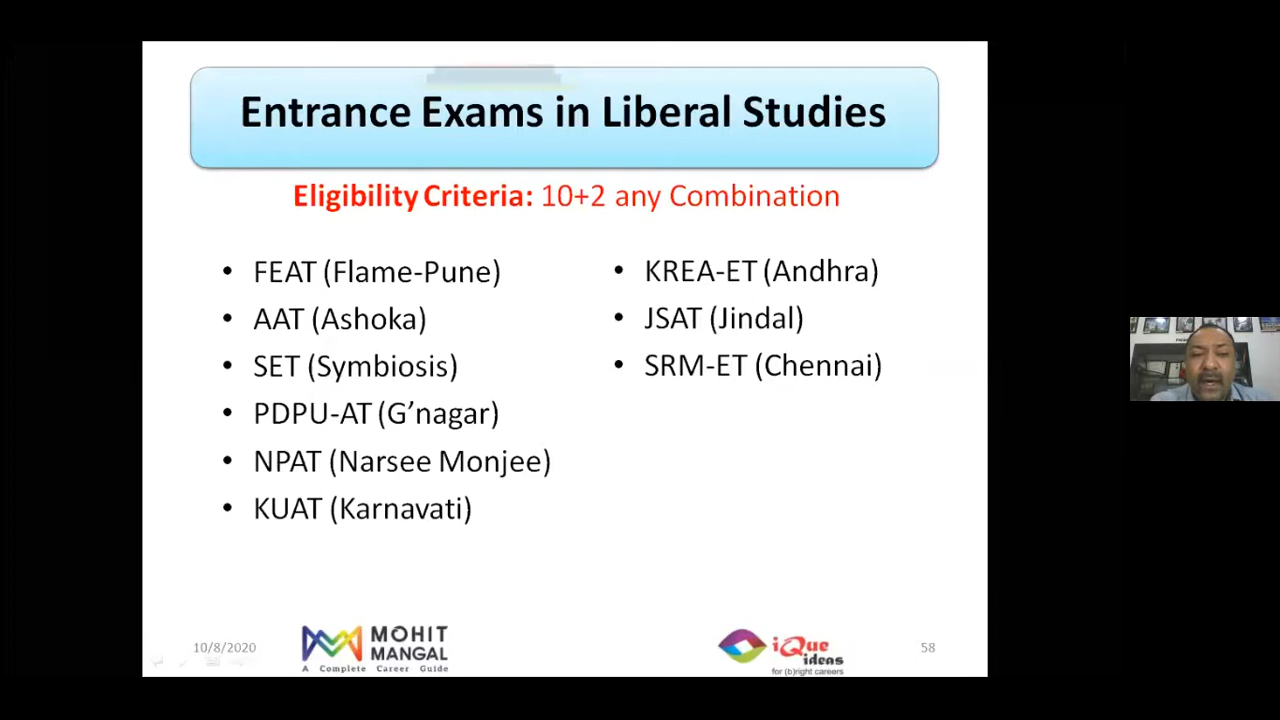 Entrance Exams in Liberal Studies
Eligibility Criteria: 10+2 any Combination
• FEAT (Flame-Pune)
• AAT (Ashoka)
• SET (Symbiosis)
• PDPU-AT (G’nagar)
• NPAT (Narsee Monjee)
• KUAT (Karnavati)
• KREA-ET (Andhra)
• JSAT (Jindal)
• SRM-ET (Chennai)
10/8/2020
MOHIT
MANGAL
A Complete Career Guide
iQue
ideas
for (b)right careers
58